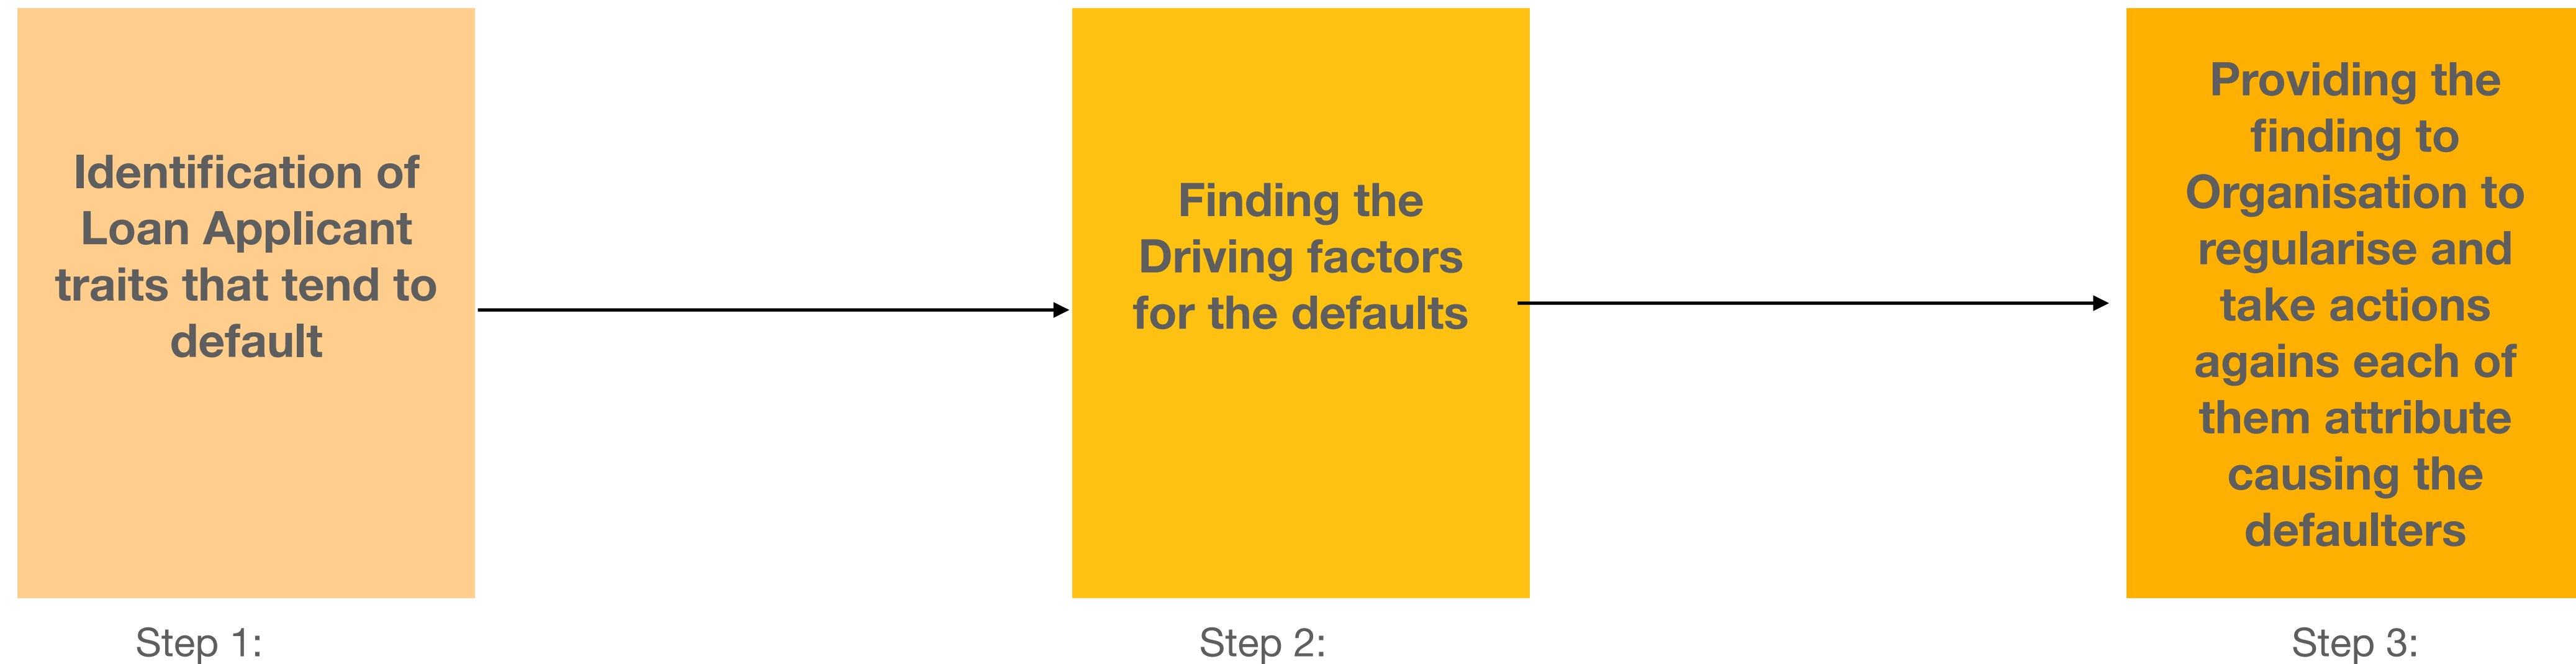 Identification of
Loan Applicant
traits that tend to
default
Step 1:
Finding the
Driving factors
for the defaults
Step 2:
Providing the
finding to
Organisation to
regularise and
take actions
agains each of
them attribute
causing the
defaulters
Step 3: